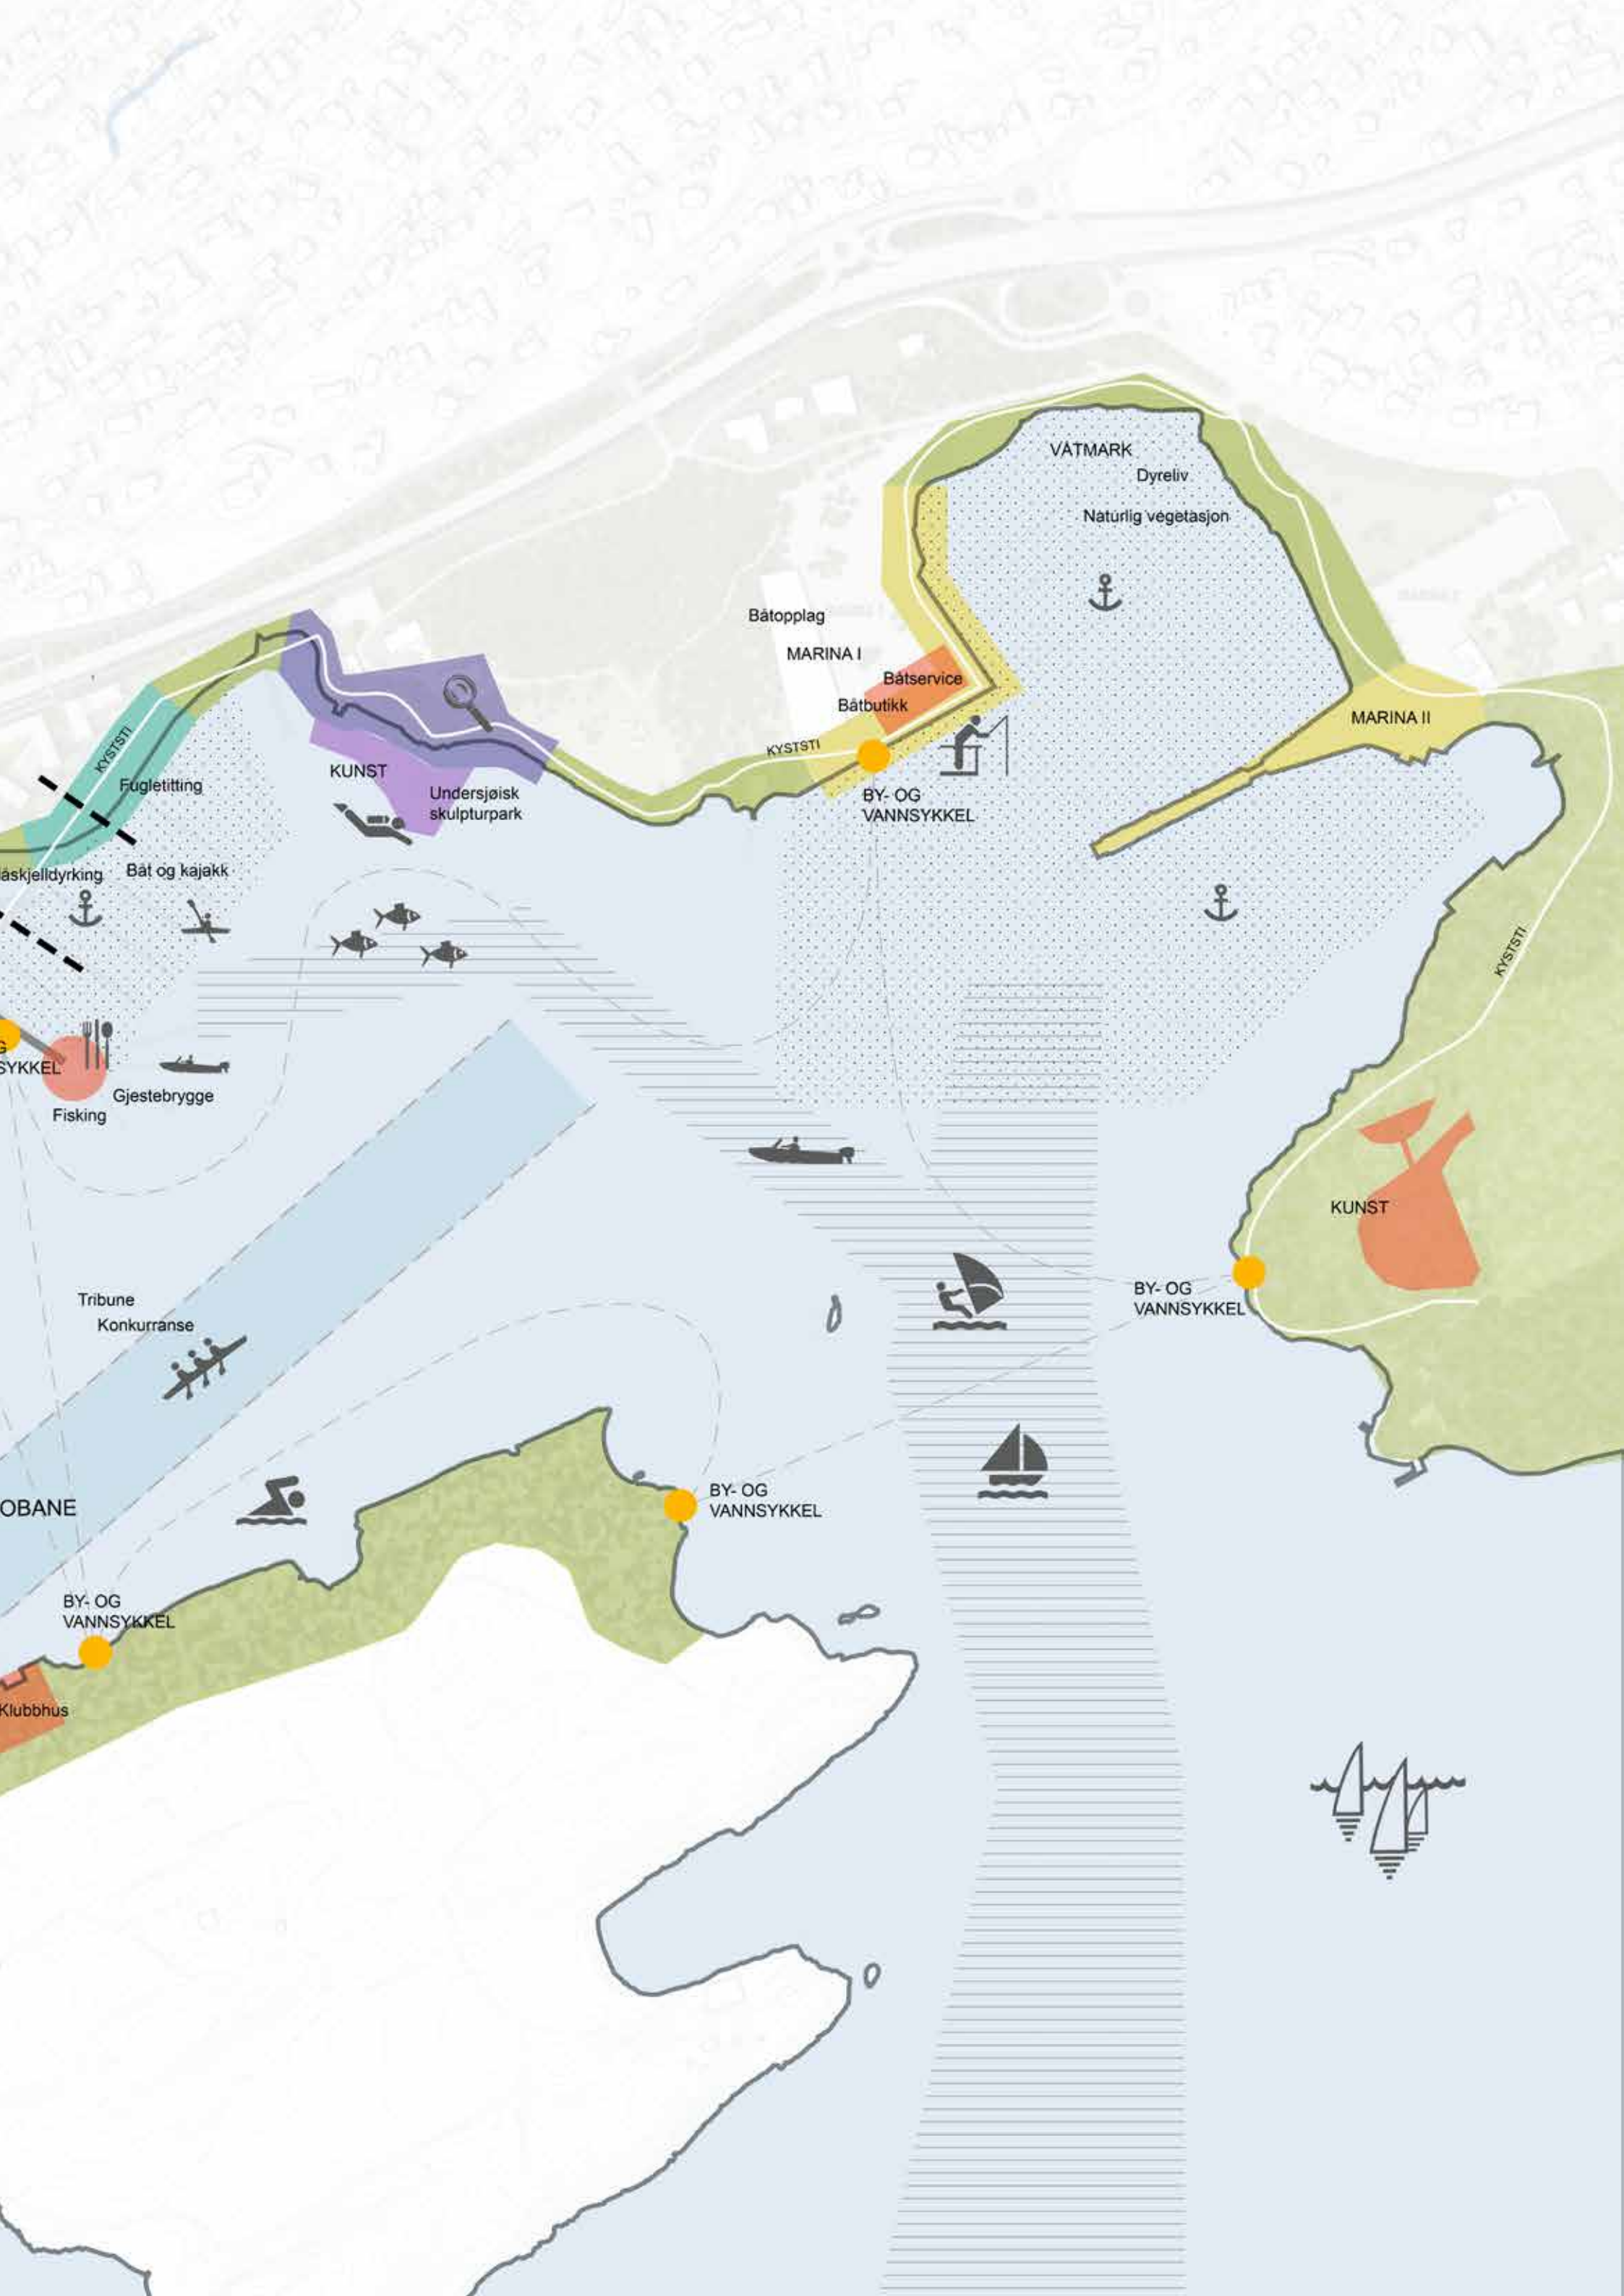 VÅTMARK
Dyreliv
Naturlig vegetasjon
Båtopplag
MARINA I
Båtservice
Båtbutikk
MARINA II
KYSTSTI
KYSTSTI
KUNST
Fugletitting
Undersjøisk
skulpturpark
BY- OG
VANNSYKKEL
åskjelldyrking
Båt og kajakk
KYSTSTI
G
SYKKEL
Gjestebrygge
Fisking
KUNST
BY- OG
VANNSYKKEL
Tribune
Konkurranse
BY- OG
VANNSYKKEL
OBANE
BY- OG
VANNSYKKEL
Klubbhus